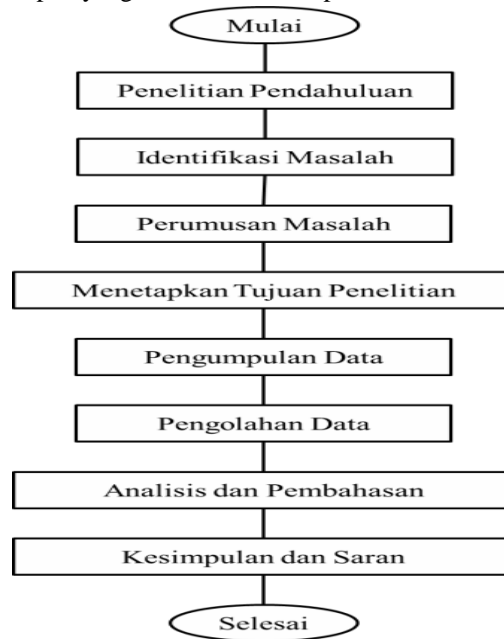 Mulai
Penelitian Pendahuluan
Identifikasi Masalah
Perumusan Masalah
Menetapkan Tujuan Penelitian
Pengumpulan Data
Pengolahan Data
Analisis dan Pembahasan
Kesimpulan dan Saran
Selesai